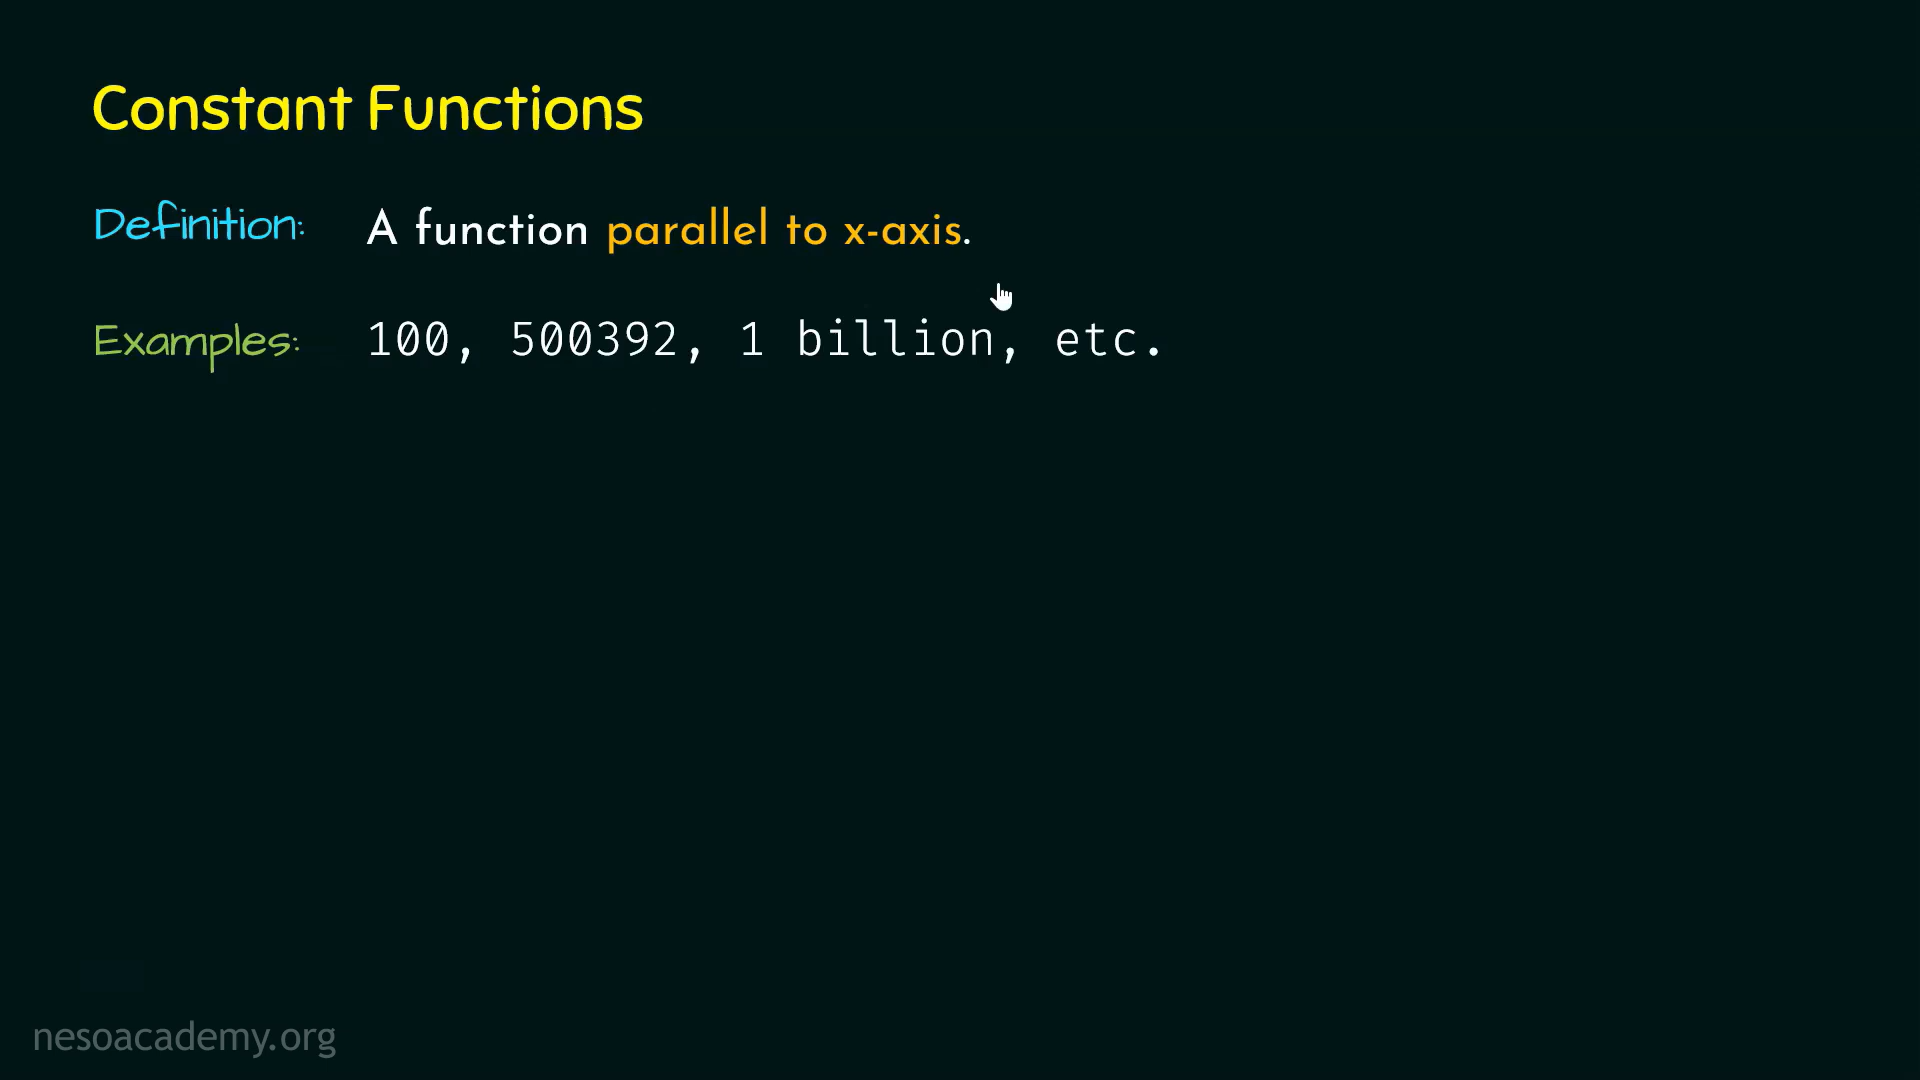 Constant Functions
Definition: A function parallel to x-axis.
Examples: 100, 500392, 1 billion, etc.
nesoacademy.org